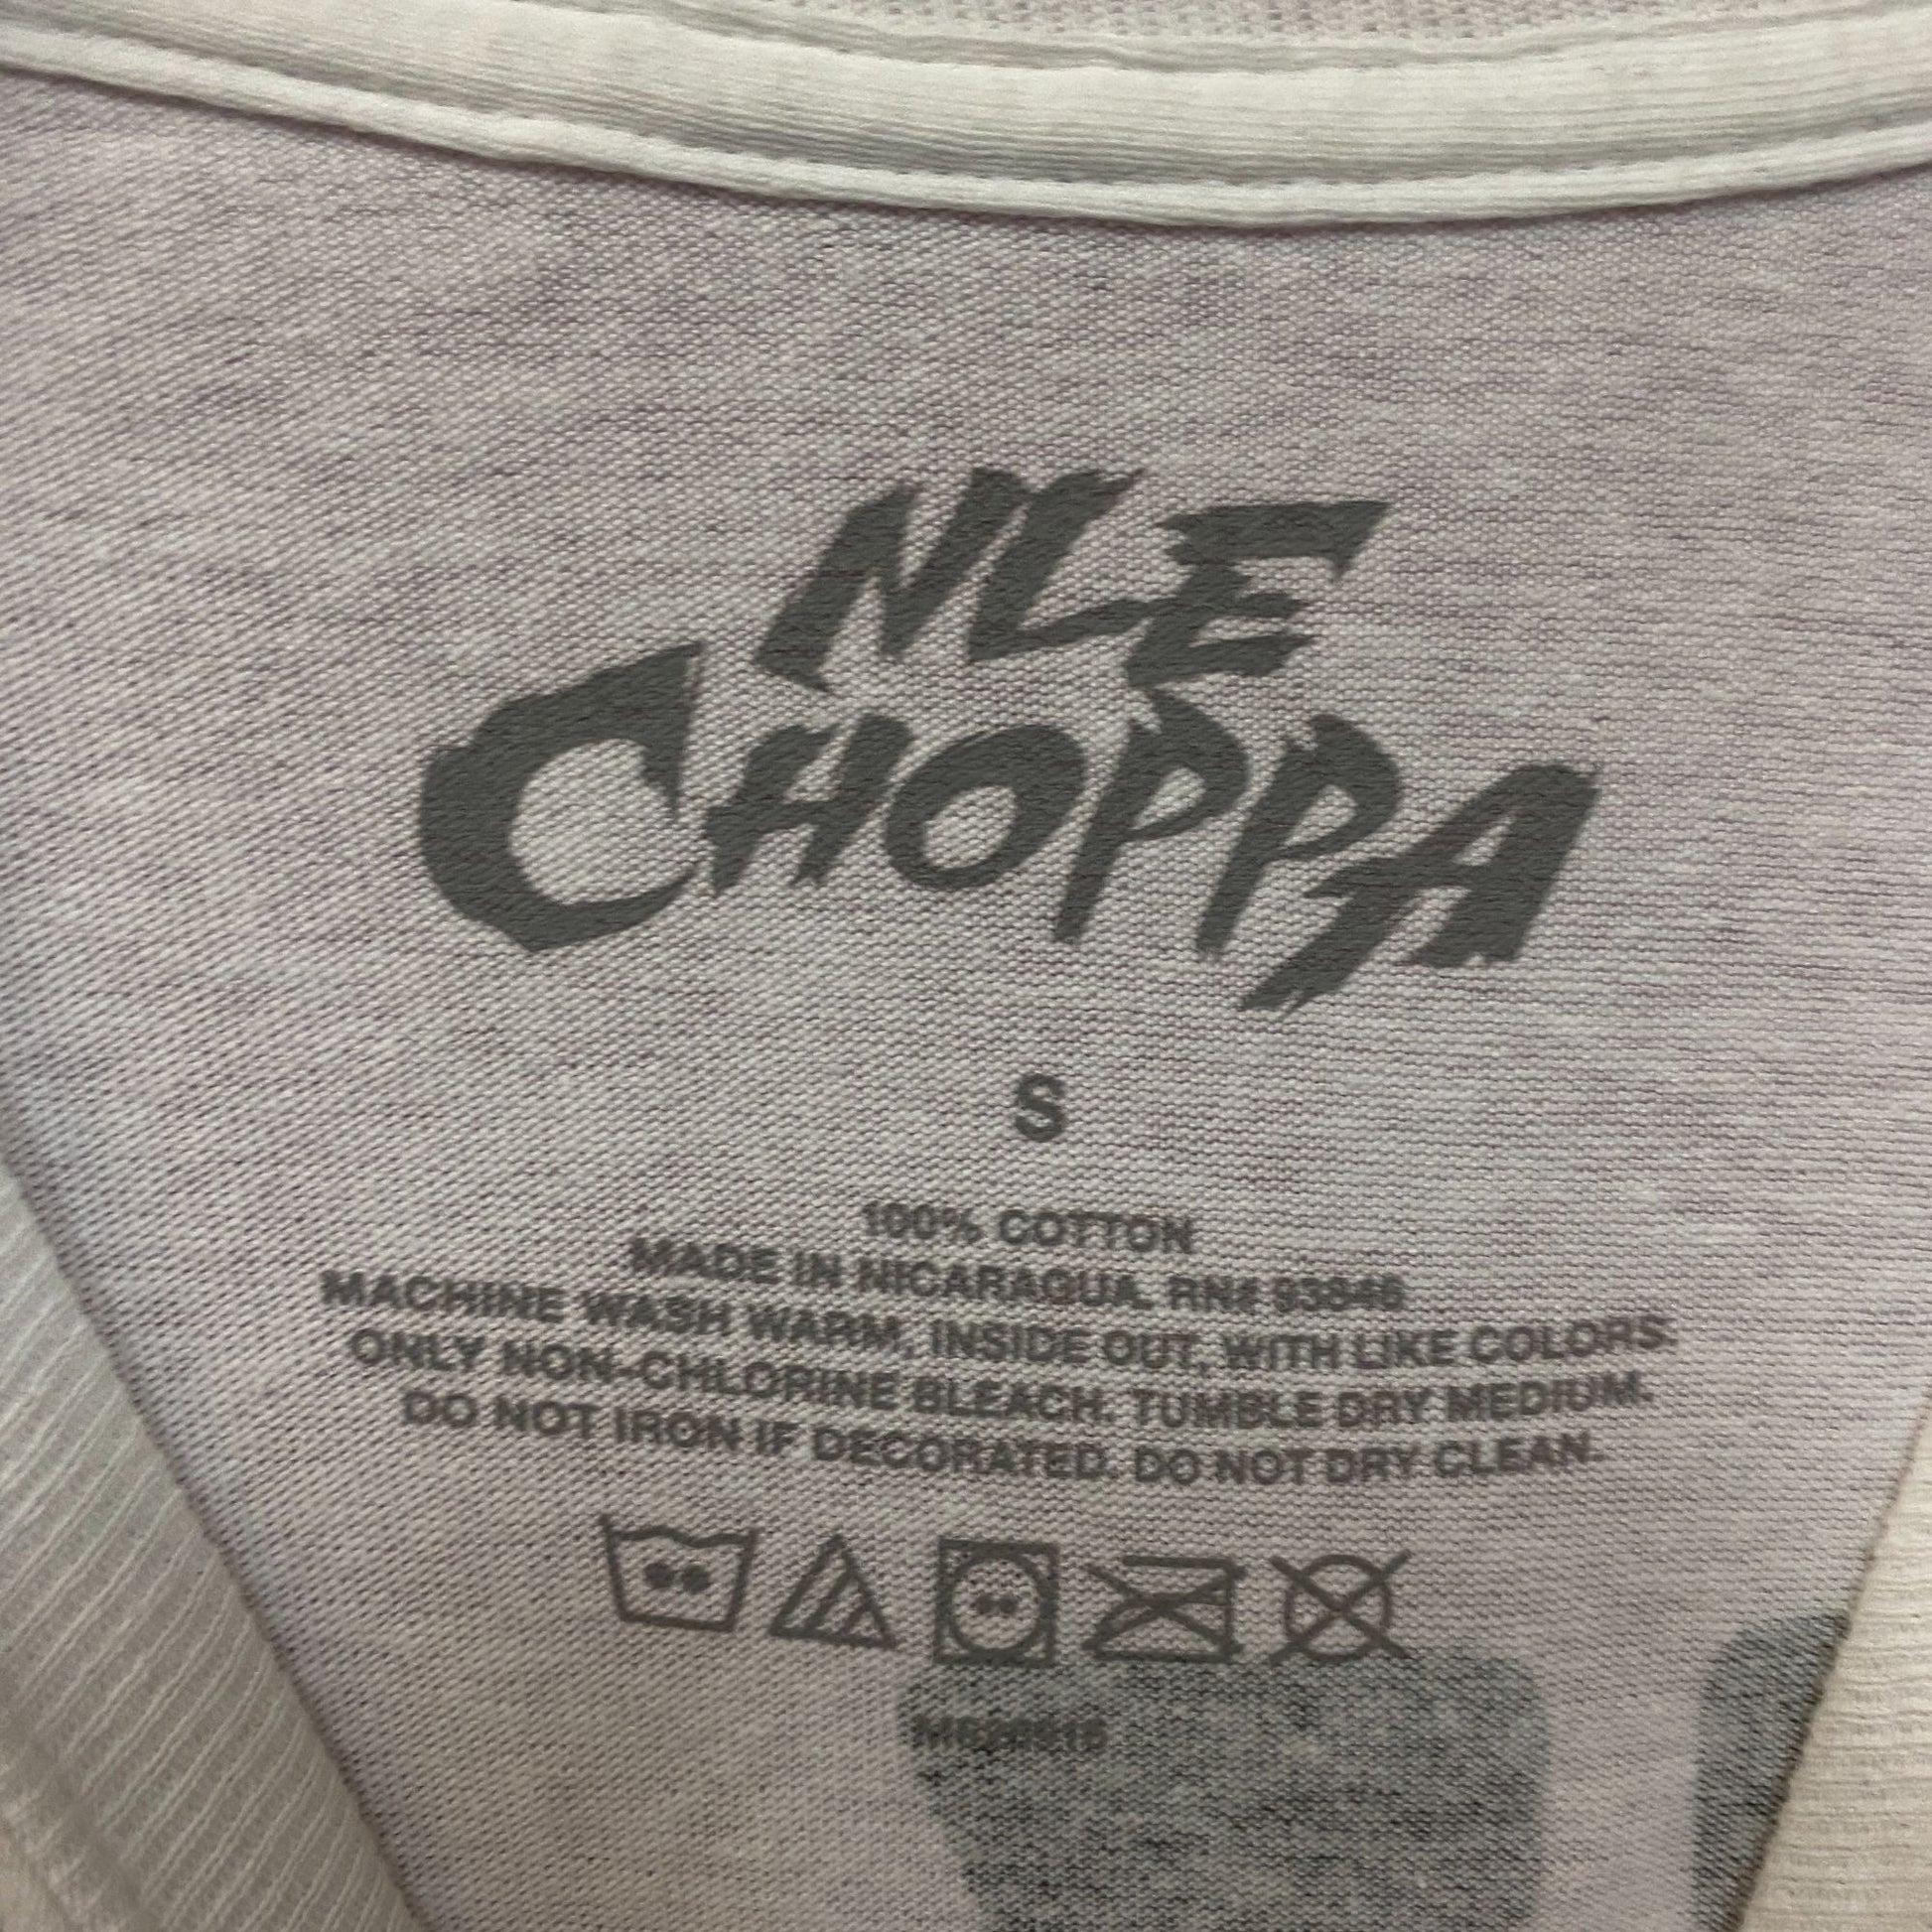 NLE
CHOPPA
S
100% COTTON
MADE IN NICARAGUA. RN# 93846
MACHINE WASH WARM, INSIDE OUT, WITH LIKE COLORS.
ONLY NON-CHLORINE BLEACH. TUMBLE DRY MEDIUM.
DO NOT IRON IF DECORATED. DO NOT DRY CLEAN.